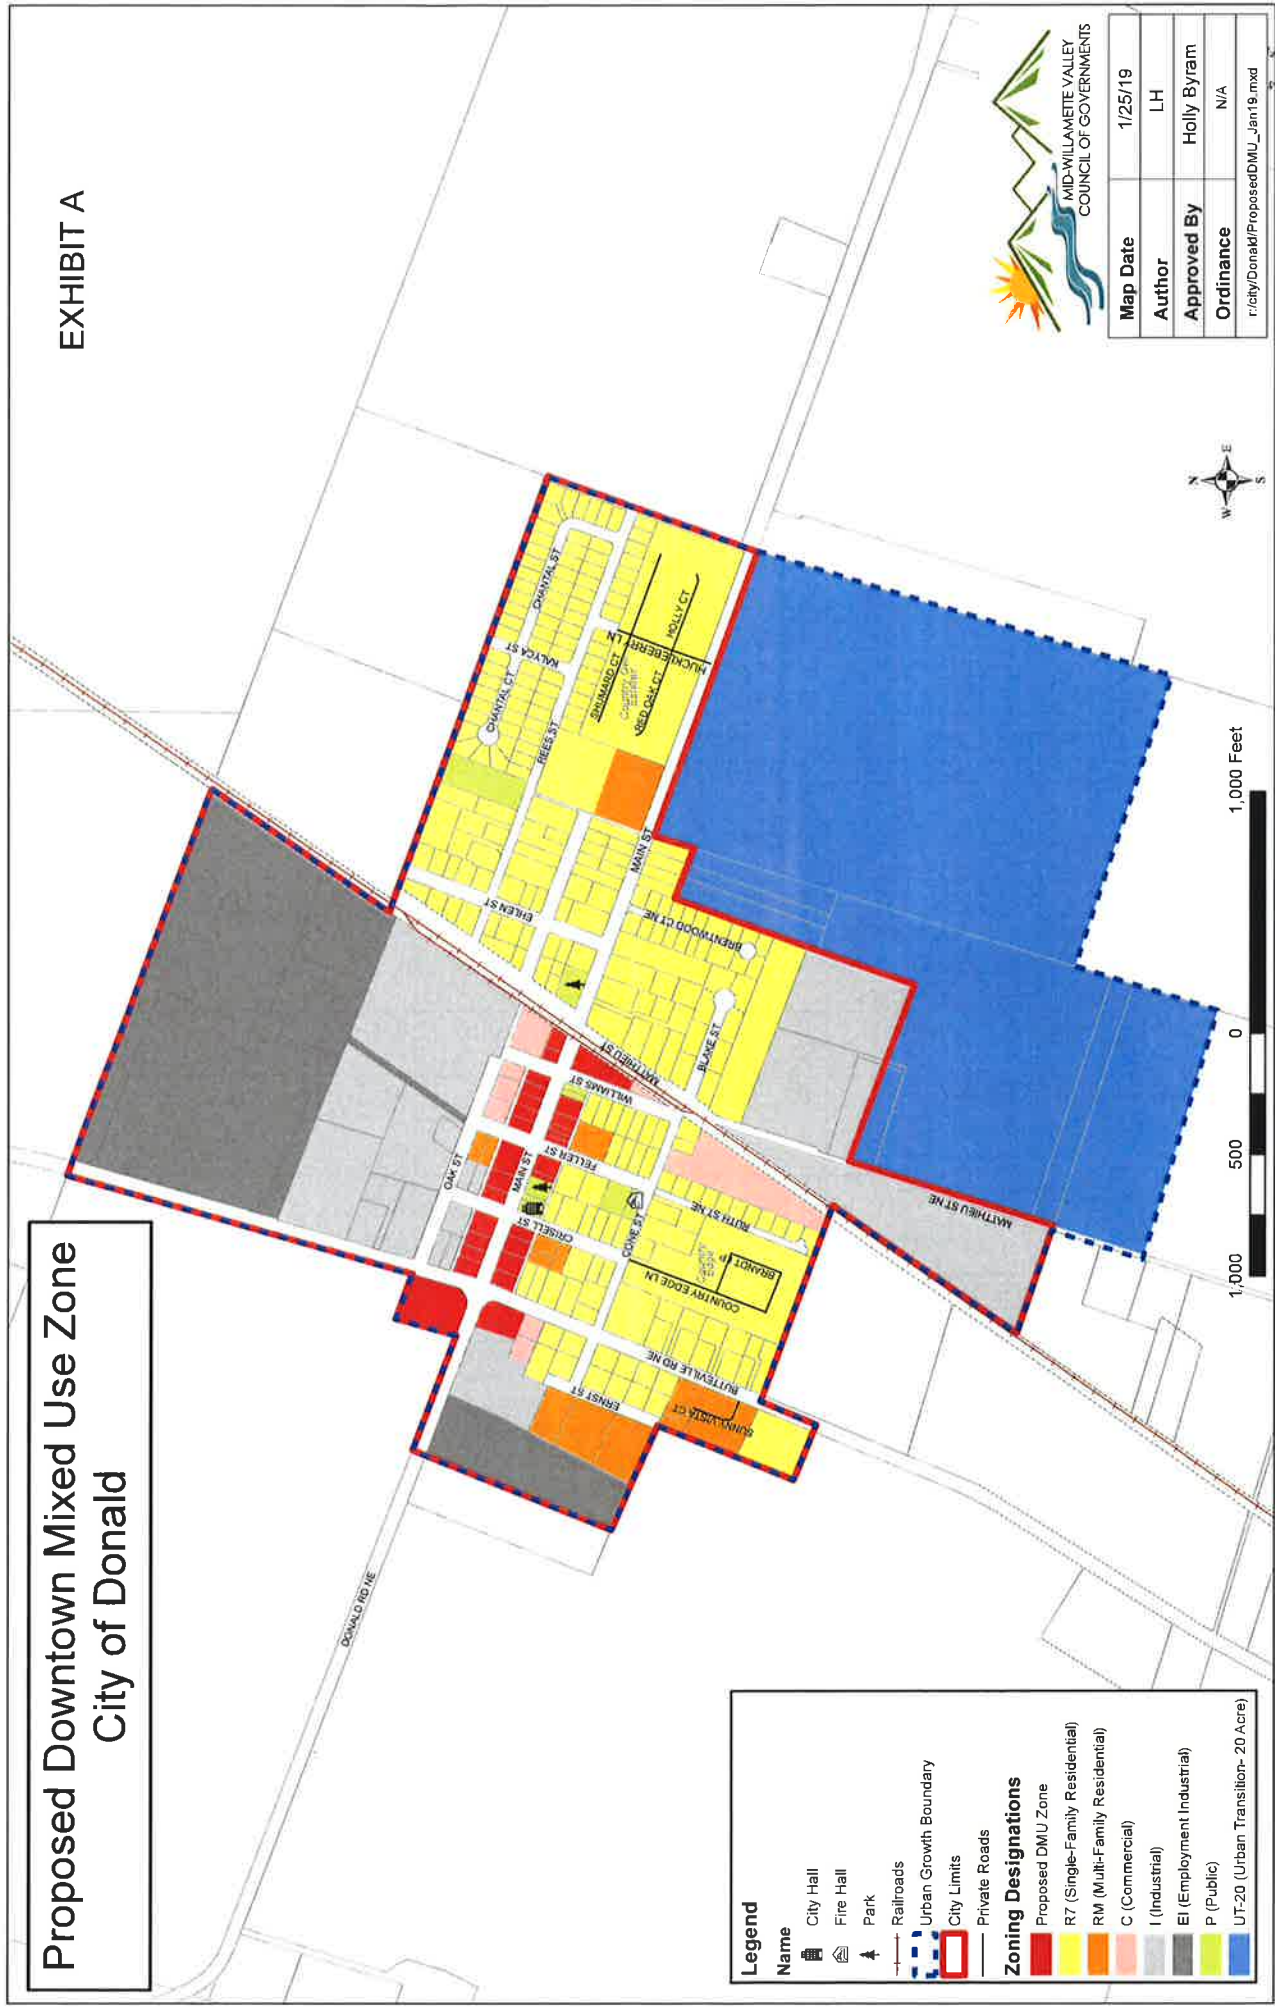 Proposed Downtown Mixed Use Zone
City of Donald
EXHIBIT A
DONALD RD NE
OAK ST
MAIN ST
CRISELL ST
FELLER ST
WILLIAMS ST
MATTHIEU ST
EHLEN ST
REES ST
CHANTAL CT
CHANTAL ST
KALYCA ST
SHUMARD CT
HUCKLEBERRY LN
HOLLY CT
RED OAK CT
MAIN ST
BRENTWOOD CT NE
BLAKE ST
CONE ST
RUTH ST NE
BRANDT
Country
Edge
COUNTRY EDGE LN
BUTTEVILLE RD NE
ERNST ST
SUNNY VISTA CT
MATTHIEU ST NE
Legend
Name
City Hall
Fire Hall
Park
Railroads
Urban Growth Boundary
City Limits
Private Roads
Zoning Designations
Proposed DMU Zone
R7 (Single-Family Residential)
RM (Multi-Family Residential)
C (Commercial)
I (Industrial)
EI (Employment Industrial)
P (Public)
UT-20 (Urban Transition- 20 Acre)
1,000 500 0 1,000 Feet
N
W E
S
MID-WILLAMETTE VALLEY
COUNCIL OF GOVERNMENTS
Map Date 1/25/19
Author LH
Approved By Holly Byram
Ordinance N/A
r:/city/Donald/ProposedDMU_Jan19.mxd